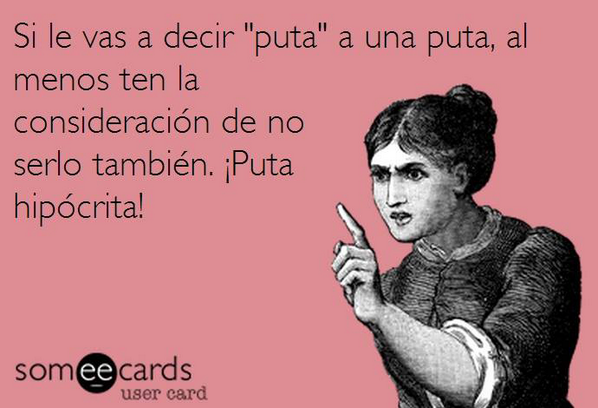 Si le vas a decir "puta" a una puta, al
menos ten la
consideración de no
serlo también. ¡Puta
hipócrita!
someecards
user card